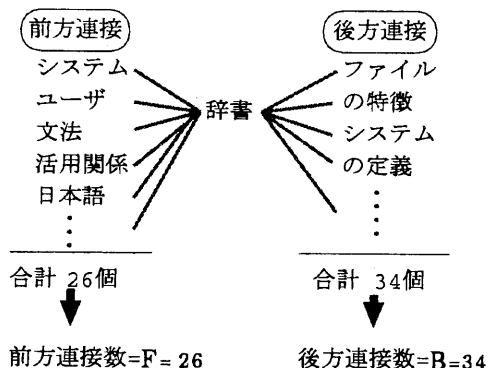 前方連接
システム
ユーザ
文法
活用関係
日本語
合計 26個
前方連接数=F= 26
辞書
後方連接
ファイル
の特徴
システム
の定義
合計 34個
後方連接数=B=34